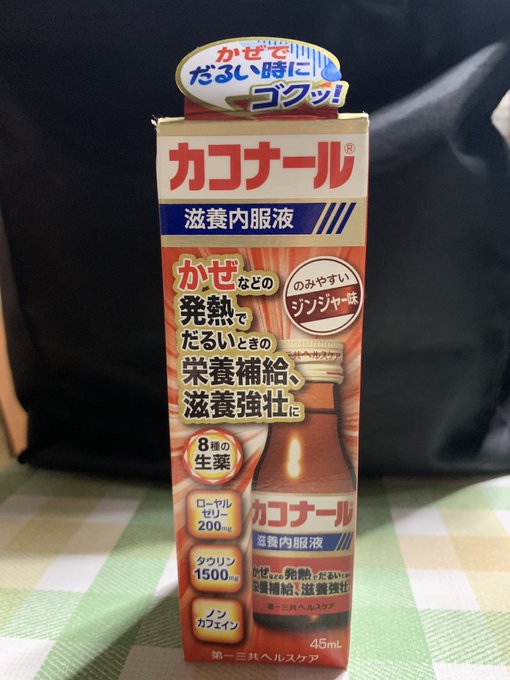 かぜで
だるい時に
ゴクッ!
カコナール®
滋養内服液
かぜなどの
発熱で
だるいときの
栄養補給、
滋養強壮に
のみやすい
ジンジャー味
8種の
生薬
ローヤル
ゼリー
200mg
タウリン
1500mg
ノン
カフェイン
第一三共ヘルスケア
カコナール
滋養内服液
かぜなどの発熱でだるいときの
栄養補給、滋養強壮に
45mL
第一三共ヘルスケア